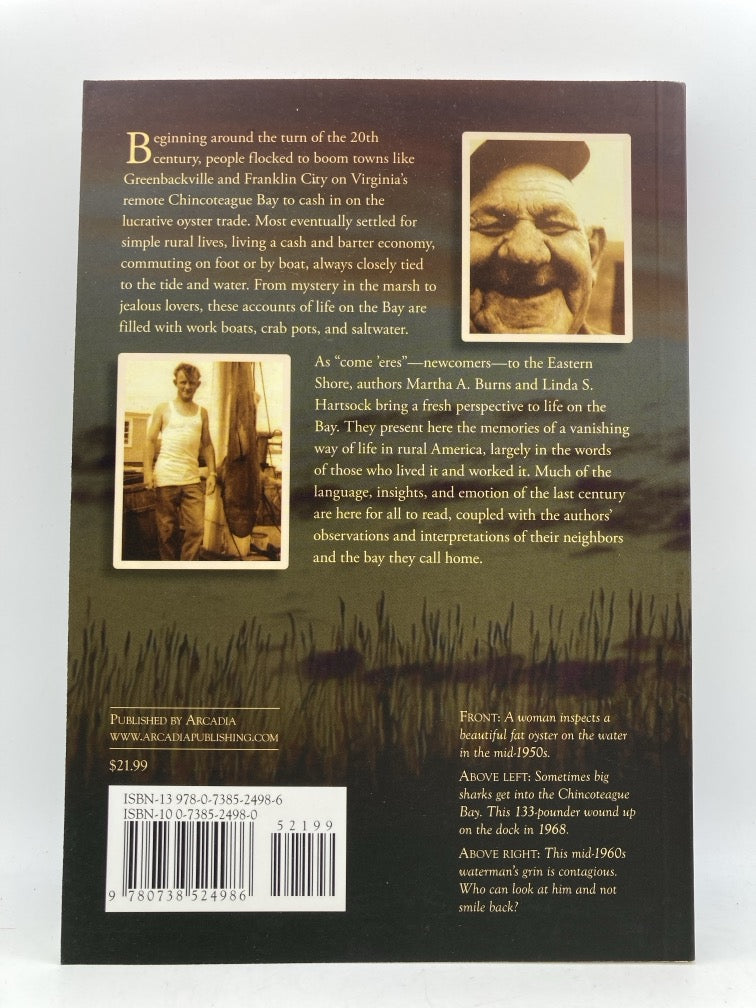 Beginning around the turn of the 20th
century, people flocked to boom towns like
Greenbackville and Franklin City on Virginia's
remote Chincoteague Bay to cash in on the
lucrative oyster trade. Most eventually settled for
simple rural lives, living a cash and barter economy,
commuting on foot or by boat, always closely tied
to the tide and water. From mystery in the marsh to
jealous lovers, these accounts of life on the Bay are
filled with work boats, crab pots, and saltwater.
As "come 'eres"—newcomers—to the Eastern
Shore, authors Martha A. Burns and Linda S.
Hartsock bring a fresh perspective to life on the
Bay. They present here the memories of a vanishing
way of life in rural America, largely in the words
of those who lived it and worked it. Much of the
language, insights, and emotion of the last century
are here for all to read, coupled with the authors'
observations and interpretations of their neighbors
and the bay they call home.
PUBLISHED BY ARCADIA
WWW.ARCADIAPUBLISHING.COM
$21.99
ISBN-13 978-0-7385-2498-6
ISBN-10 0-7385-2498-0
52199
9 780738 524986
FRONT: A woman inspects a
beautiful fat oyster on the water
in the mid-1950s.
ABOVE LEFT: Sometimes big
sharks get into the Chincoteague
Bay. This 133-pounder wound up
on the dock in 1968.
ABOVE RIGHT: This mid-1960s
waterman's grin is contagious.
Who can look at him and not
smile back?